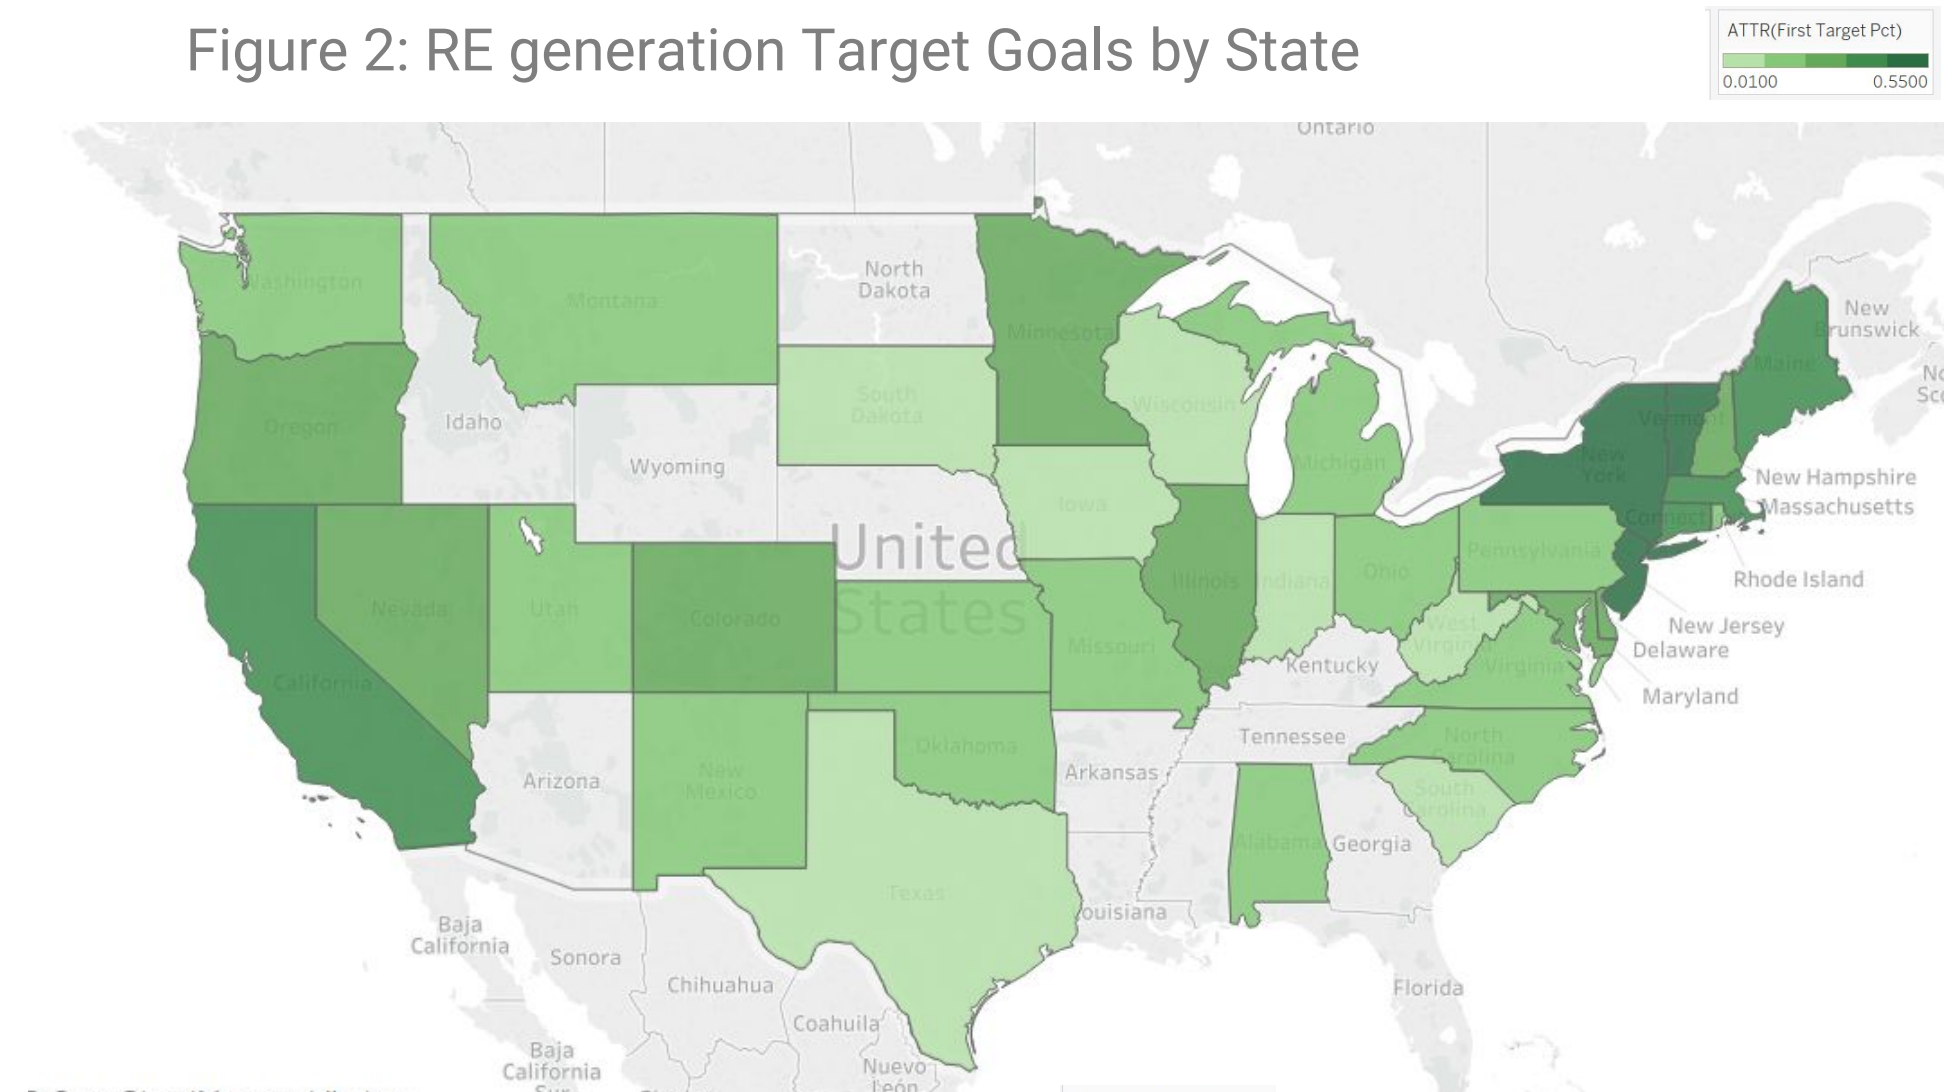 Figure 2: RE generation Target Goals by State
ATTR(First Target Pct)
0.0100
0.5500
Ontario
Washington
Montana
North
Dakota
Minnesota
New
Brunswick
Maine
Oregon
Idaho
South
Dakota
Wisconsin
Vermont
Wyoming
Michigan
New
York
New Hampshire
Massachusetts
Iowa
Connect
United
States
Pennsylvania
Illinois
Indiana
Ohio
Rhode Island
Nevada
Utah
Colorado
West
Virginia
New Jersey
Delaware
Missouri
Kentucky
Virginia
California
Maryland
Tennessee
North
Carolina
Oklahoma
Arkansas
Arizona
New
Mexico
South
Carolina
Alabama
Georgia
Texas
ouisiana
Baja
California
Sonora
Chihuahua
Florida
Coahuila
Baja
California
Sur
Nuevo
León